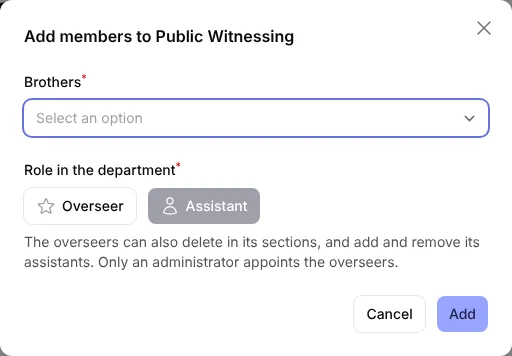 Add members to Public Witnessing
Brothers*
Select an option
Role in the department*
Overseer
Assistant
The overseers can also delete in its sections, and add and remove its
assistants. Only an administrator appoints the overseers.
Cancel
Add